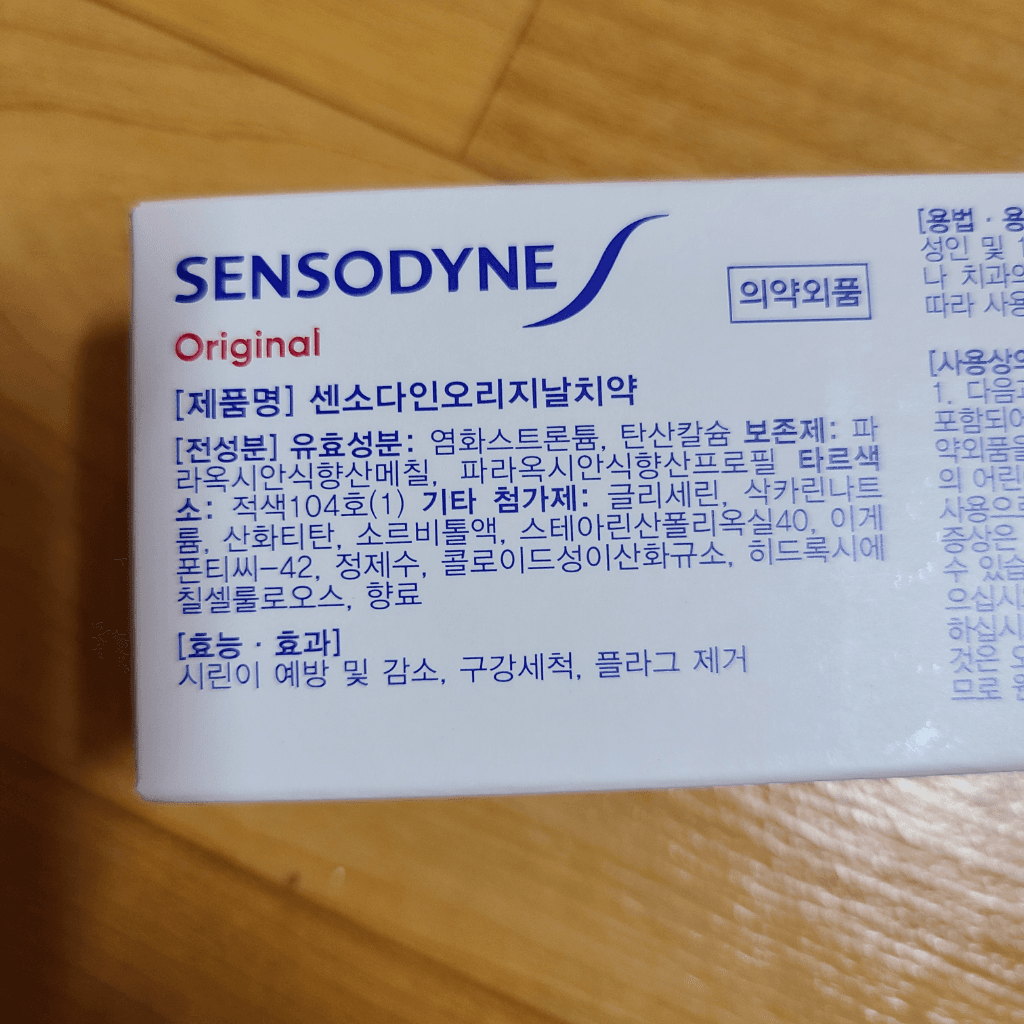 SENSODYNE
Original
의약외품
[제품명] 센소다인오리지날치약
[전성분] 유효성분: 염화스트론튬, 탄산칼슘 보존제: 파
라옥시안식향산메칠, 파라옥시안식향산프로필 타르색
소: 적색104호(1) 기타 첨가제: 글리세린, 삭카린나트
륨, 산화티탄, 소르비톨액, 스테아린산폴리옥실40, 이게
폰티씨-42, 정제수, 콜로이드성이산화규소, 히드록시에
칠셀룰로오스, 향료
[효능 · 효과]
시린이 예방 및 감소, 구강세척, 플라그 제거
[용법 · 용
성인 및
나 치과의
따라 사용
[사용상의
1. 다음과
포함되어
약외품을
의 어린
사용으로
증상은
수 있습
으십시
하십시
것은
므로